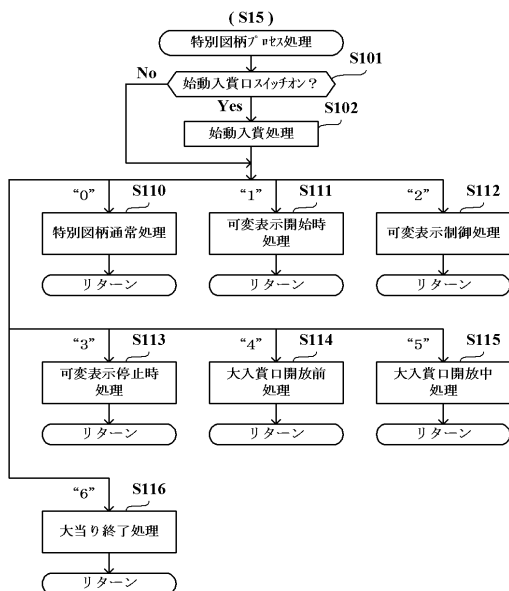 (S15)
特別図柄ﾌﾟﾛｾｽ処理
S101
始動入賞口スイッチオン？
No
Yes
S102
始動入賞処理
“0”
S110
特別図柄通常処理
リターン
“1”
S111
可変表示開始時
処理
リターン
“2”
S112
可変表示制御処理
リターン
“3”
S113
可変表示停止時
処理
リターン
“4”
S114
大入賞口開放前
処理
リターン
“5”
S115
大入賞口開放中
処理
リターン
“6”
S116
大当り終了処理
リターン